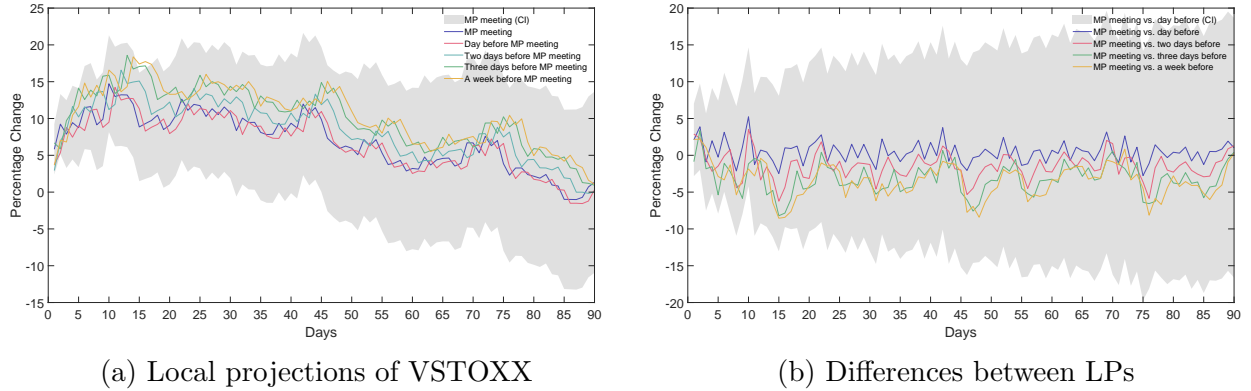 25
20
15
10
5
0
-5
-10
-15
Percentage Change
MP meeting (CI)
MP meeting
Day before MP meeting
Two days before MP meeting
Three days before MP meeting
A week before MP meeting
0 5 10 15 20 25 30 35 40 45 50 55 60 65 70 75 80 85 90
Days
(a) Local projections of VSTOXX
20
15
10
5
0
-5
-10
-15
-20
Percentage Change
MP meeting vs. day before (CI)
MP meeting vs. day before
MP meeting vs. two days before
MP meeting vs. three days before
MP meeting vs. a week before
0 5 10 15 20 25 30 35 40 45 50 55 60 65 70 75 80 85 90
Days
(b) Differences between LPs